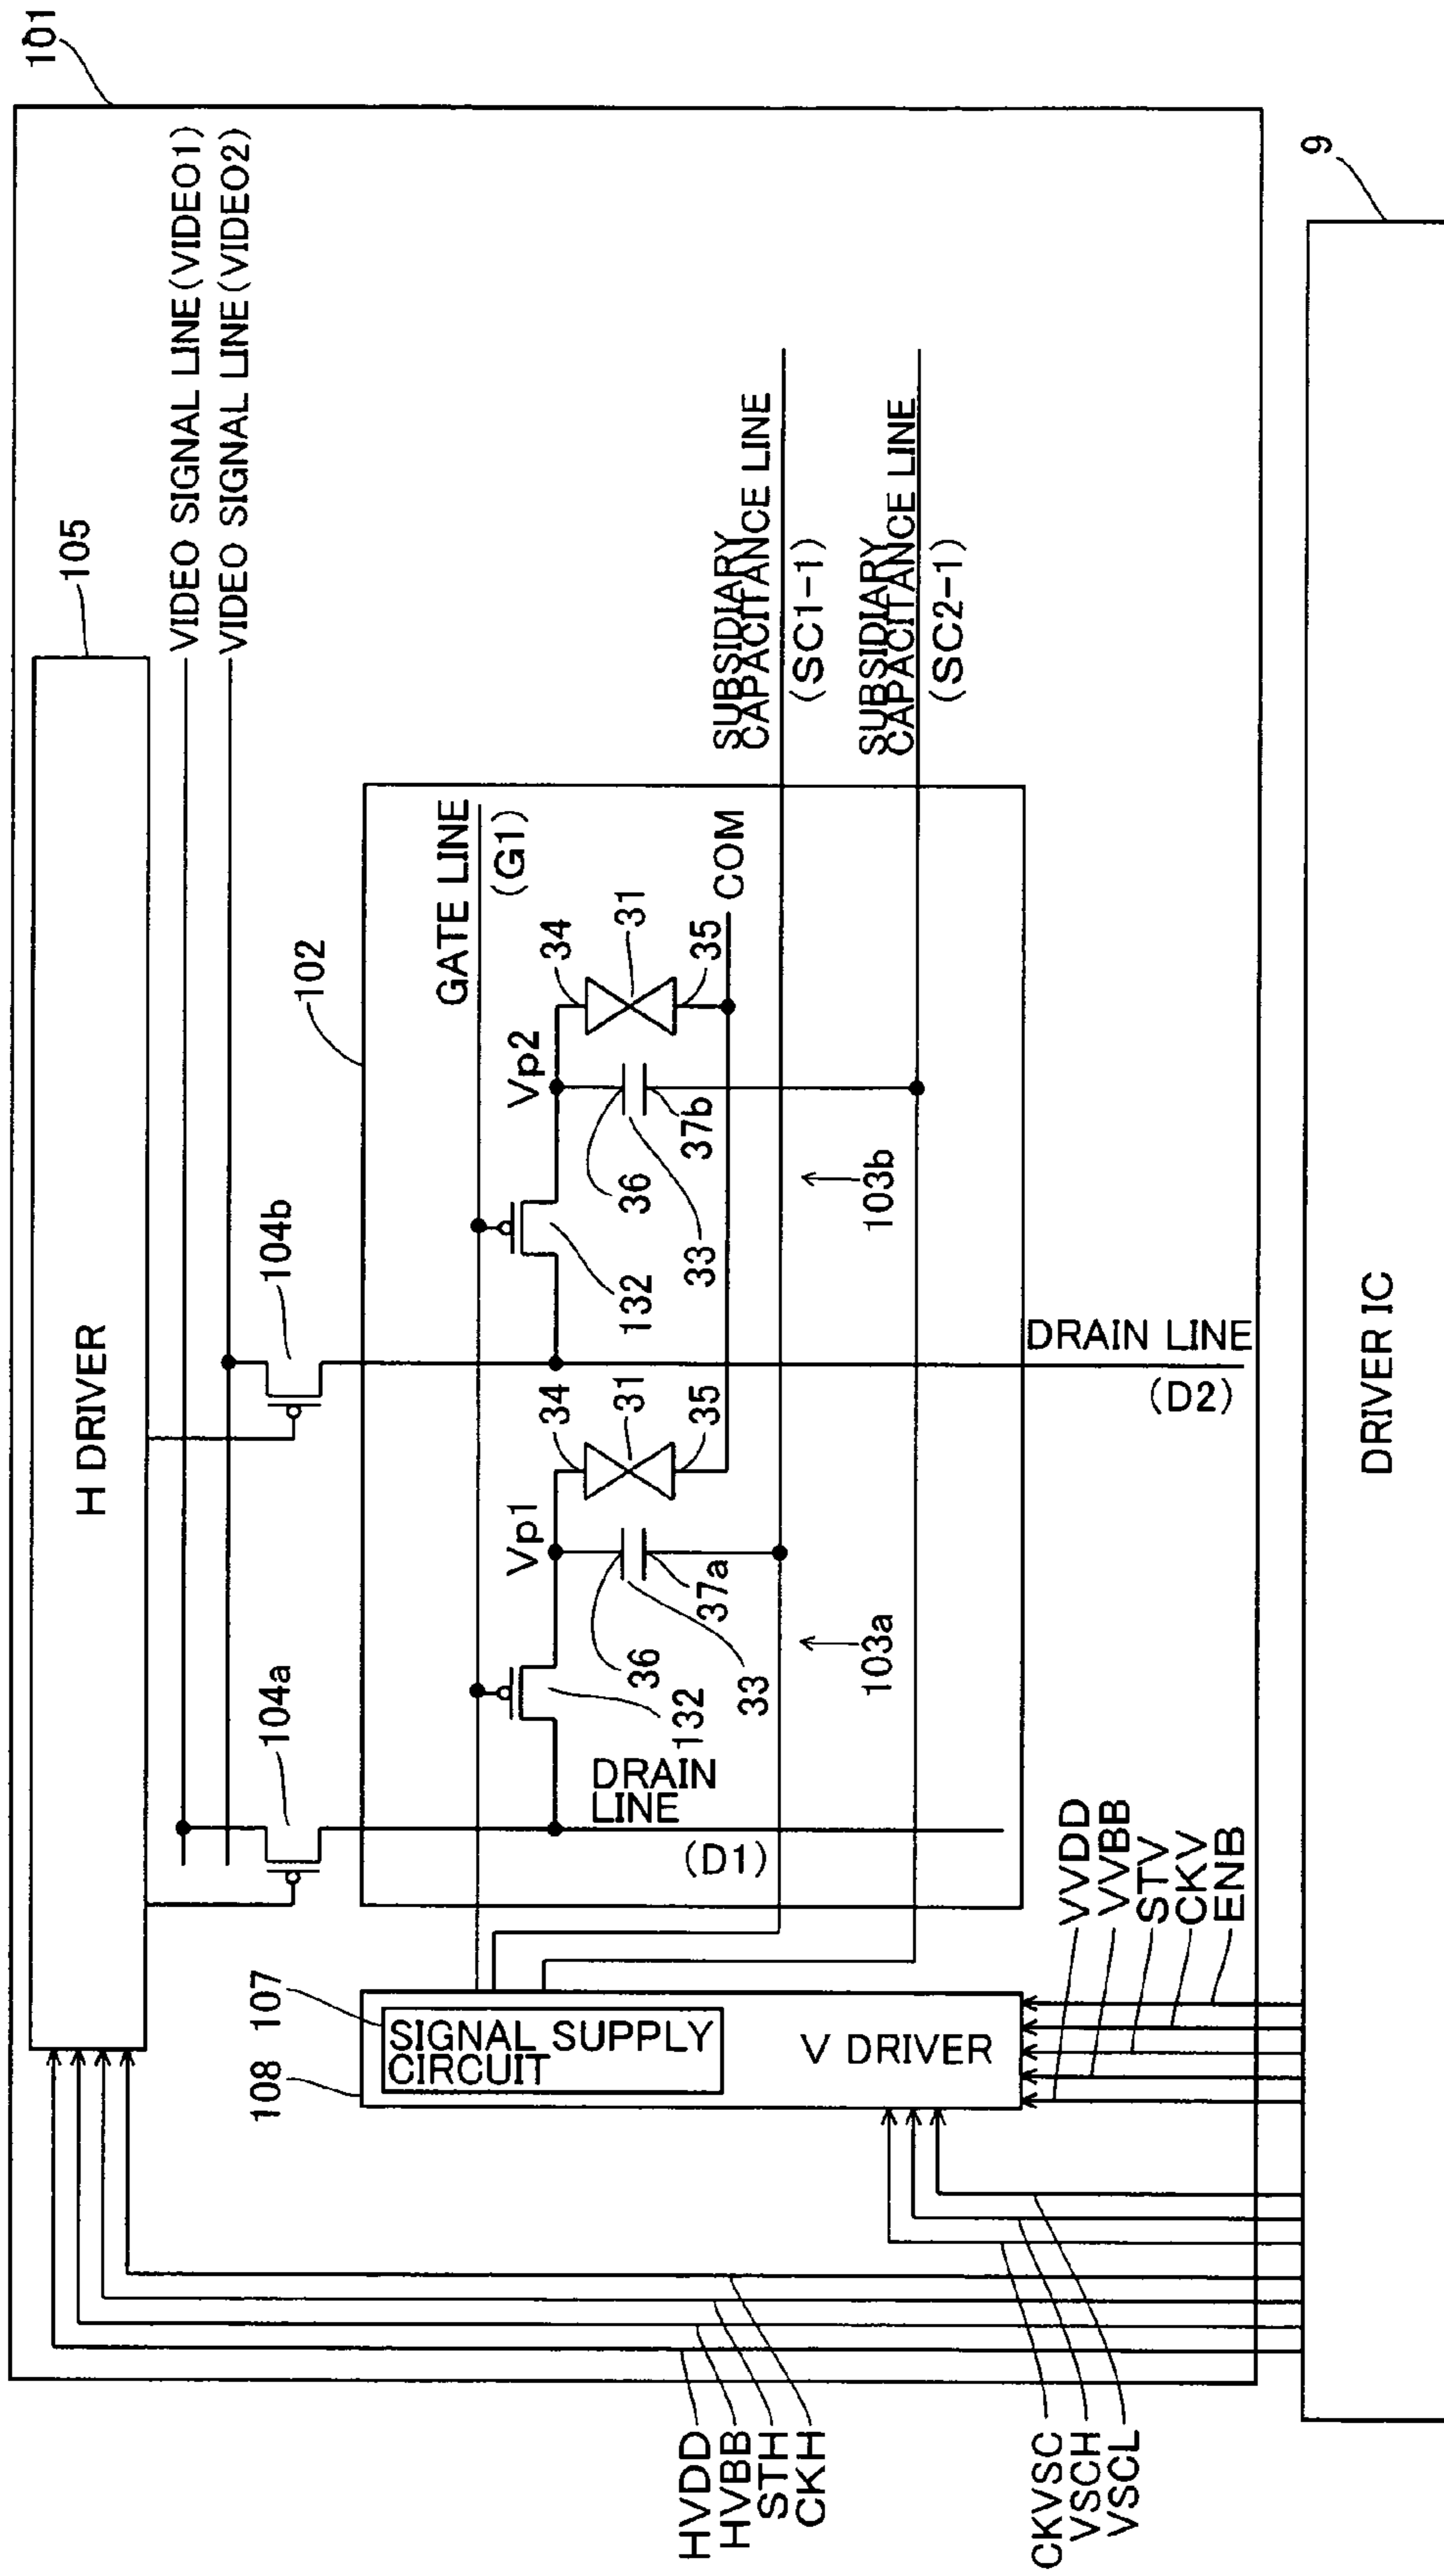 101
105
H DRIVER
VIDEO SIGNAL LINE(VIDEO1)
VIDEO SIGNAL LINE(VIDEO2)
104a
104b
102
GATE LINE
(G1)
Vp1
Vp2
34
31
35
34
31
35
COM
36
33
37a
132
36
33
37b
132
DRAIN
LINE
(D1)
103a
103b
SUBSIDIARY
CAPACITANCE LINE
(SC1-1)
SUBSIDIARY
CAPACITANCE LINE
(SC2-1)
DRAIN LINE
(D2)
108
107
SIGNAL SUPPLY
CIRCUIT
V DRIVER
VVDD
VVBB
STV
CKV
ENB
HVDD
HVBB
STH
CKH
CKVSC
VSCH
VSCL
9
DRIVER IC